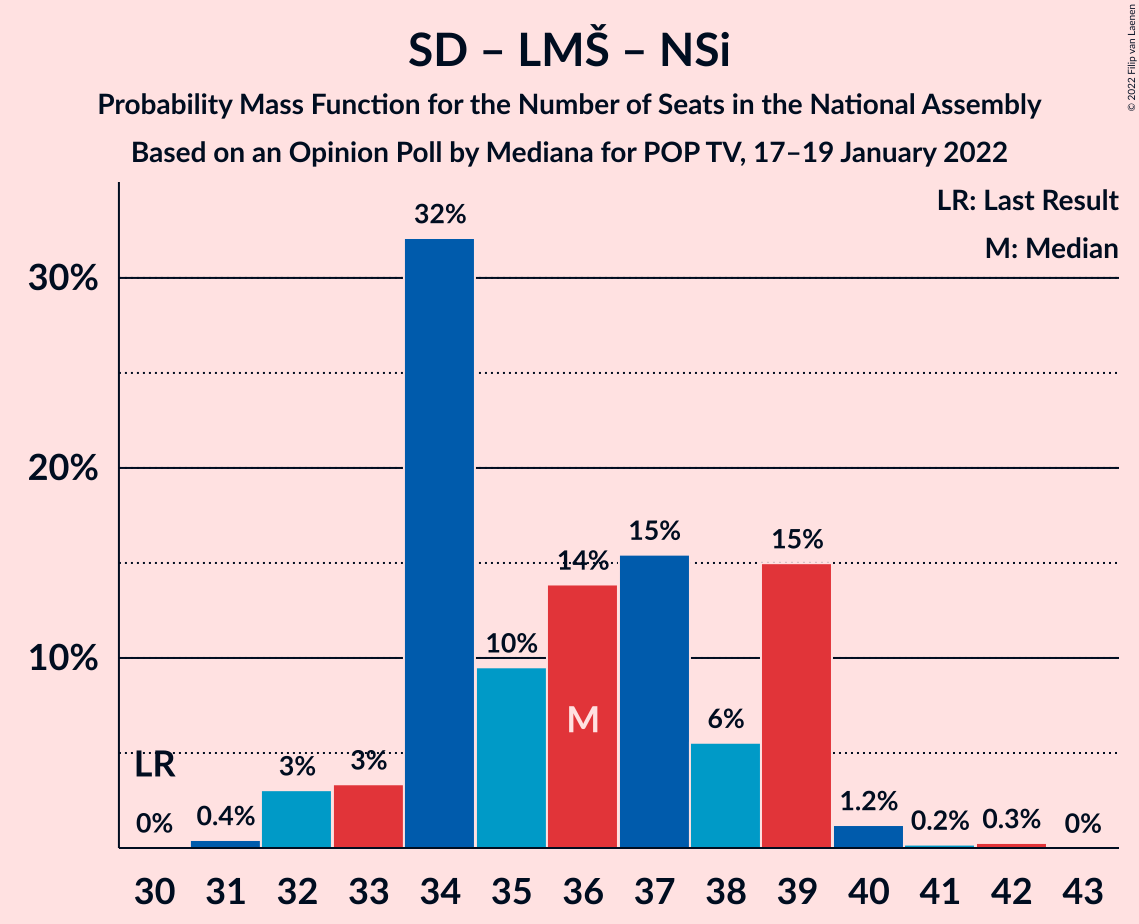 SD – LMŠ – NSi
Probability Mass Function for the Number of Seats in the National Assembly
Based on an Opinion Poll by Mediana for POP TV, 17–19 January 2022
© 2022 Filip van Laenen
LR: Last Result
M: Median
30%
20%
10%
LR
0%
0.4%
3%
3%
32%
10%
14%
M
15%
6%
15%
1.2%
0.2%
0.3%
0%
30 31 32 33 34 35 36 37 38 39 40 41 42 43